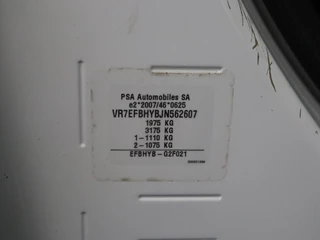 PSA Automobiles SA
e2*2007/46*0625
VR7EFBHYBJN562607
1975 KG
3175 KG
1-1110 KG
2-1075 KG
EFBHYB-G2F021